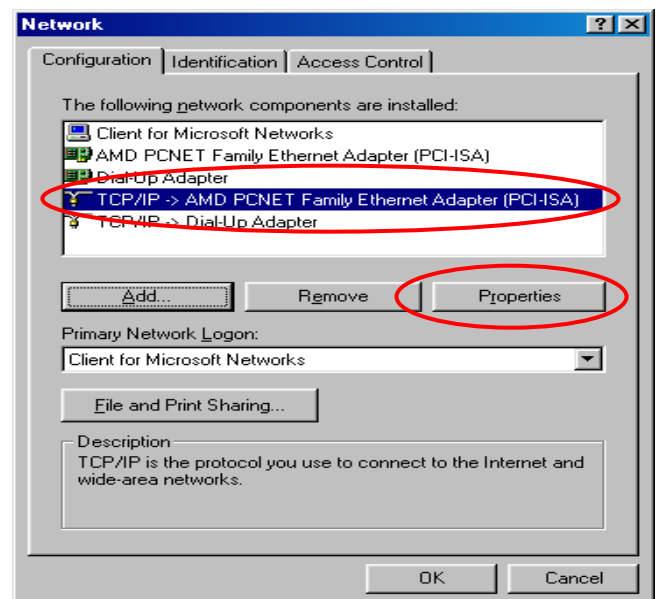 Network
Configuration Identification Access Control
The following network components are installed:
Client for Microsoft Networks
AMD PCNET Family Ethernet Adapter (PCI-ISA)
Dial-Up Adapter
TCP/IP -> AMD PCNET Family Ethernet Adapter (PCI-ISA)
TCP/IP -> Dial-Up Adapter
Add... Remove Properties
Primary Network Logon:
Client for Microsoft Networks
File and Print Sharing...
Description
TCP/IP is the protocol you use to connect to the Internet and
wide-area networks.
OK Cancel